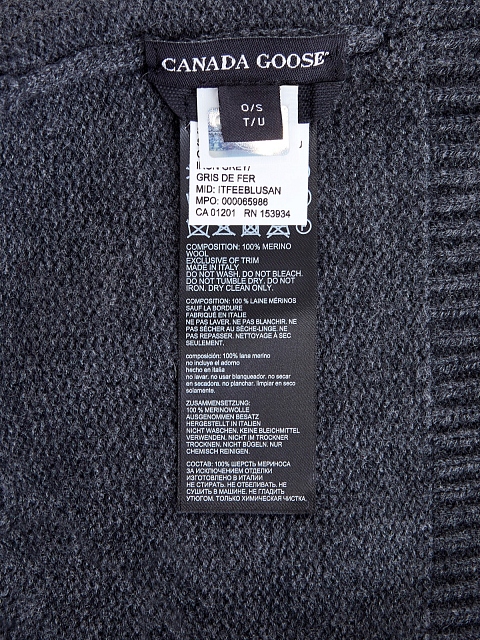 CANADA GOOSE
O/S
T/U
IRON GREY/
GRIS DE FER
MID: ITFEEBLUSAN
MPO: 000065986
CA 01201 RN 153934
COMPOSITION: 100% MERINO
WOOL
EXCLUSIVE OF TRIM
MADE IN ITALY
DO NOT WASH. DO NOT BLEACH.
DO NOT TUMBLE DRY. DO NOT
IRON. DRY CLEAN ONLY.
COMPOSITION: 100 % LAINE MÉRINOS
SAUF LA BORDURE
FABRIQUÉ EN ITALIE
NE PAS LAVER. NE PAS BLANCHIR. NE
PAS SÉCHER AU SÈCHE-LINGE. NE
PAS REPASSER. NETTOYAGE À SEC
SEULEMENT.
composición: 100% lana merino
no incluye el adorno
hecho en italia
no lavar, no usar blanqueador. no secar
en secadora. no planchar. limpiar en seco
solamente.
ZUSAMMENSETZUNG:
100 % MERINOWOLLE
AUSGENOMMEN BESATZ
HERGESTELLT IN ITALIEN
NICHT WASCHEN. KEINE BLEICHMITTEL
VERWENDEN. NICHT IM TROCKNER
TROCKNEN. NICHT BÜGELN. NUR
CHEMISCH REINIGEN.
СОСТАВ: 100% ШЕРСТЬ МЕРИНОСА
ЗА ИСКЛЮЧЕНИЕМ ОТДЕЛКИ
ИЗГОТОВЛЕНО В ИТАЛИИ
НЕ СТИРАТЬ. НЕ ОТБЕЛИВАТЬ. НЕ
СУШИТЬ В МАШИНЕ. НЕ ГЛАДИТЬ
УТЮГОМ. ТОЛЬКО ХИМИЧЕСКАЯ ЧИСТКА.